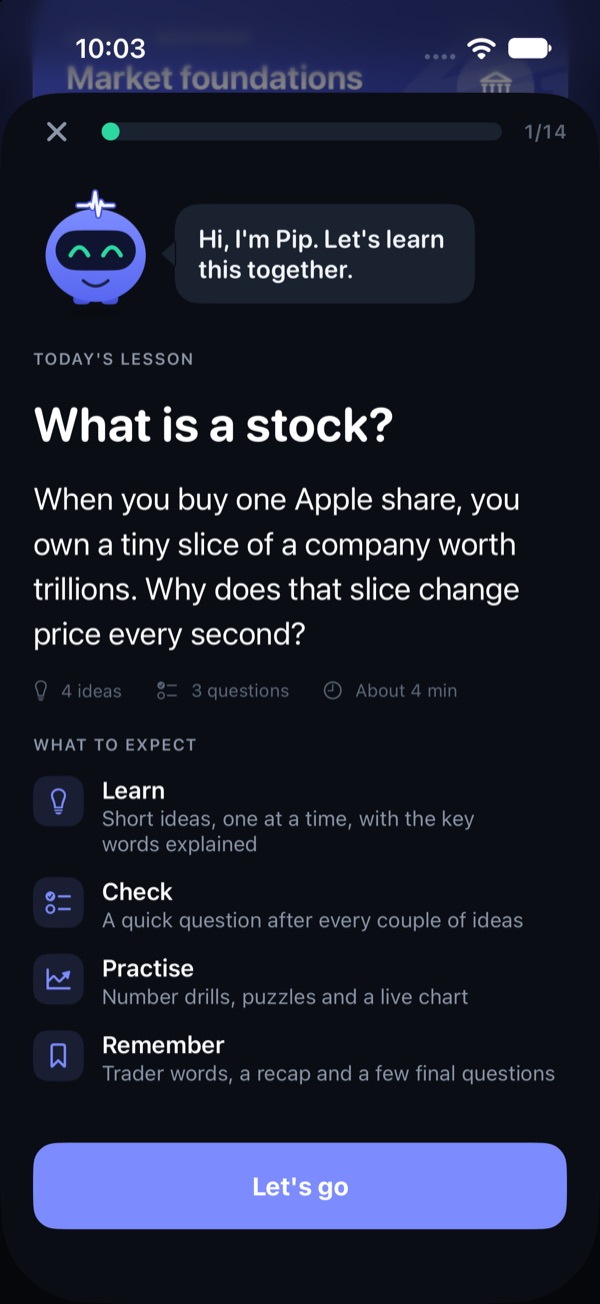 10:03
Market foundations
1/14
Hi, I'm Pip. Let's learn
this together.
TODAY'S LESSON
What is a stock?
When you buy one Apple share, you
own a tiny slice of a company worth
trillions. Why does that slice change
price every second?
4 ideas
3 questions
About 4 min
WHAT TO EXPECT
Learn
Short ideas, one at a time, with the key
words explained
Check
A quick question after every couple of ideas
Practise
Number drills, puzzles and a live chart
Remember
Trader words, a recap and a few final questions
Let's go